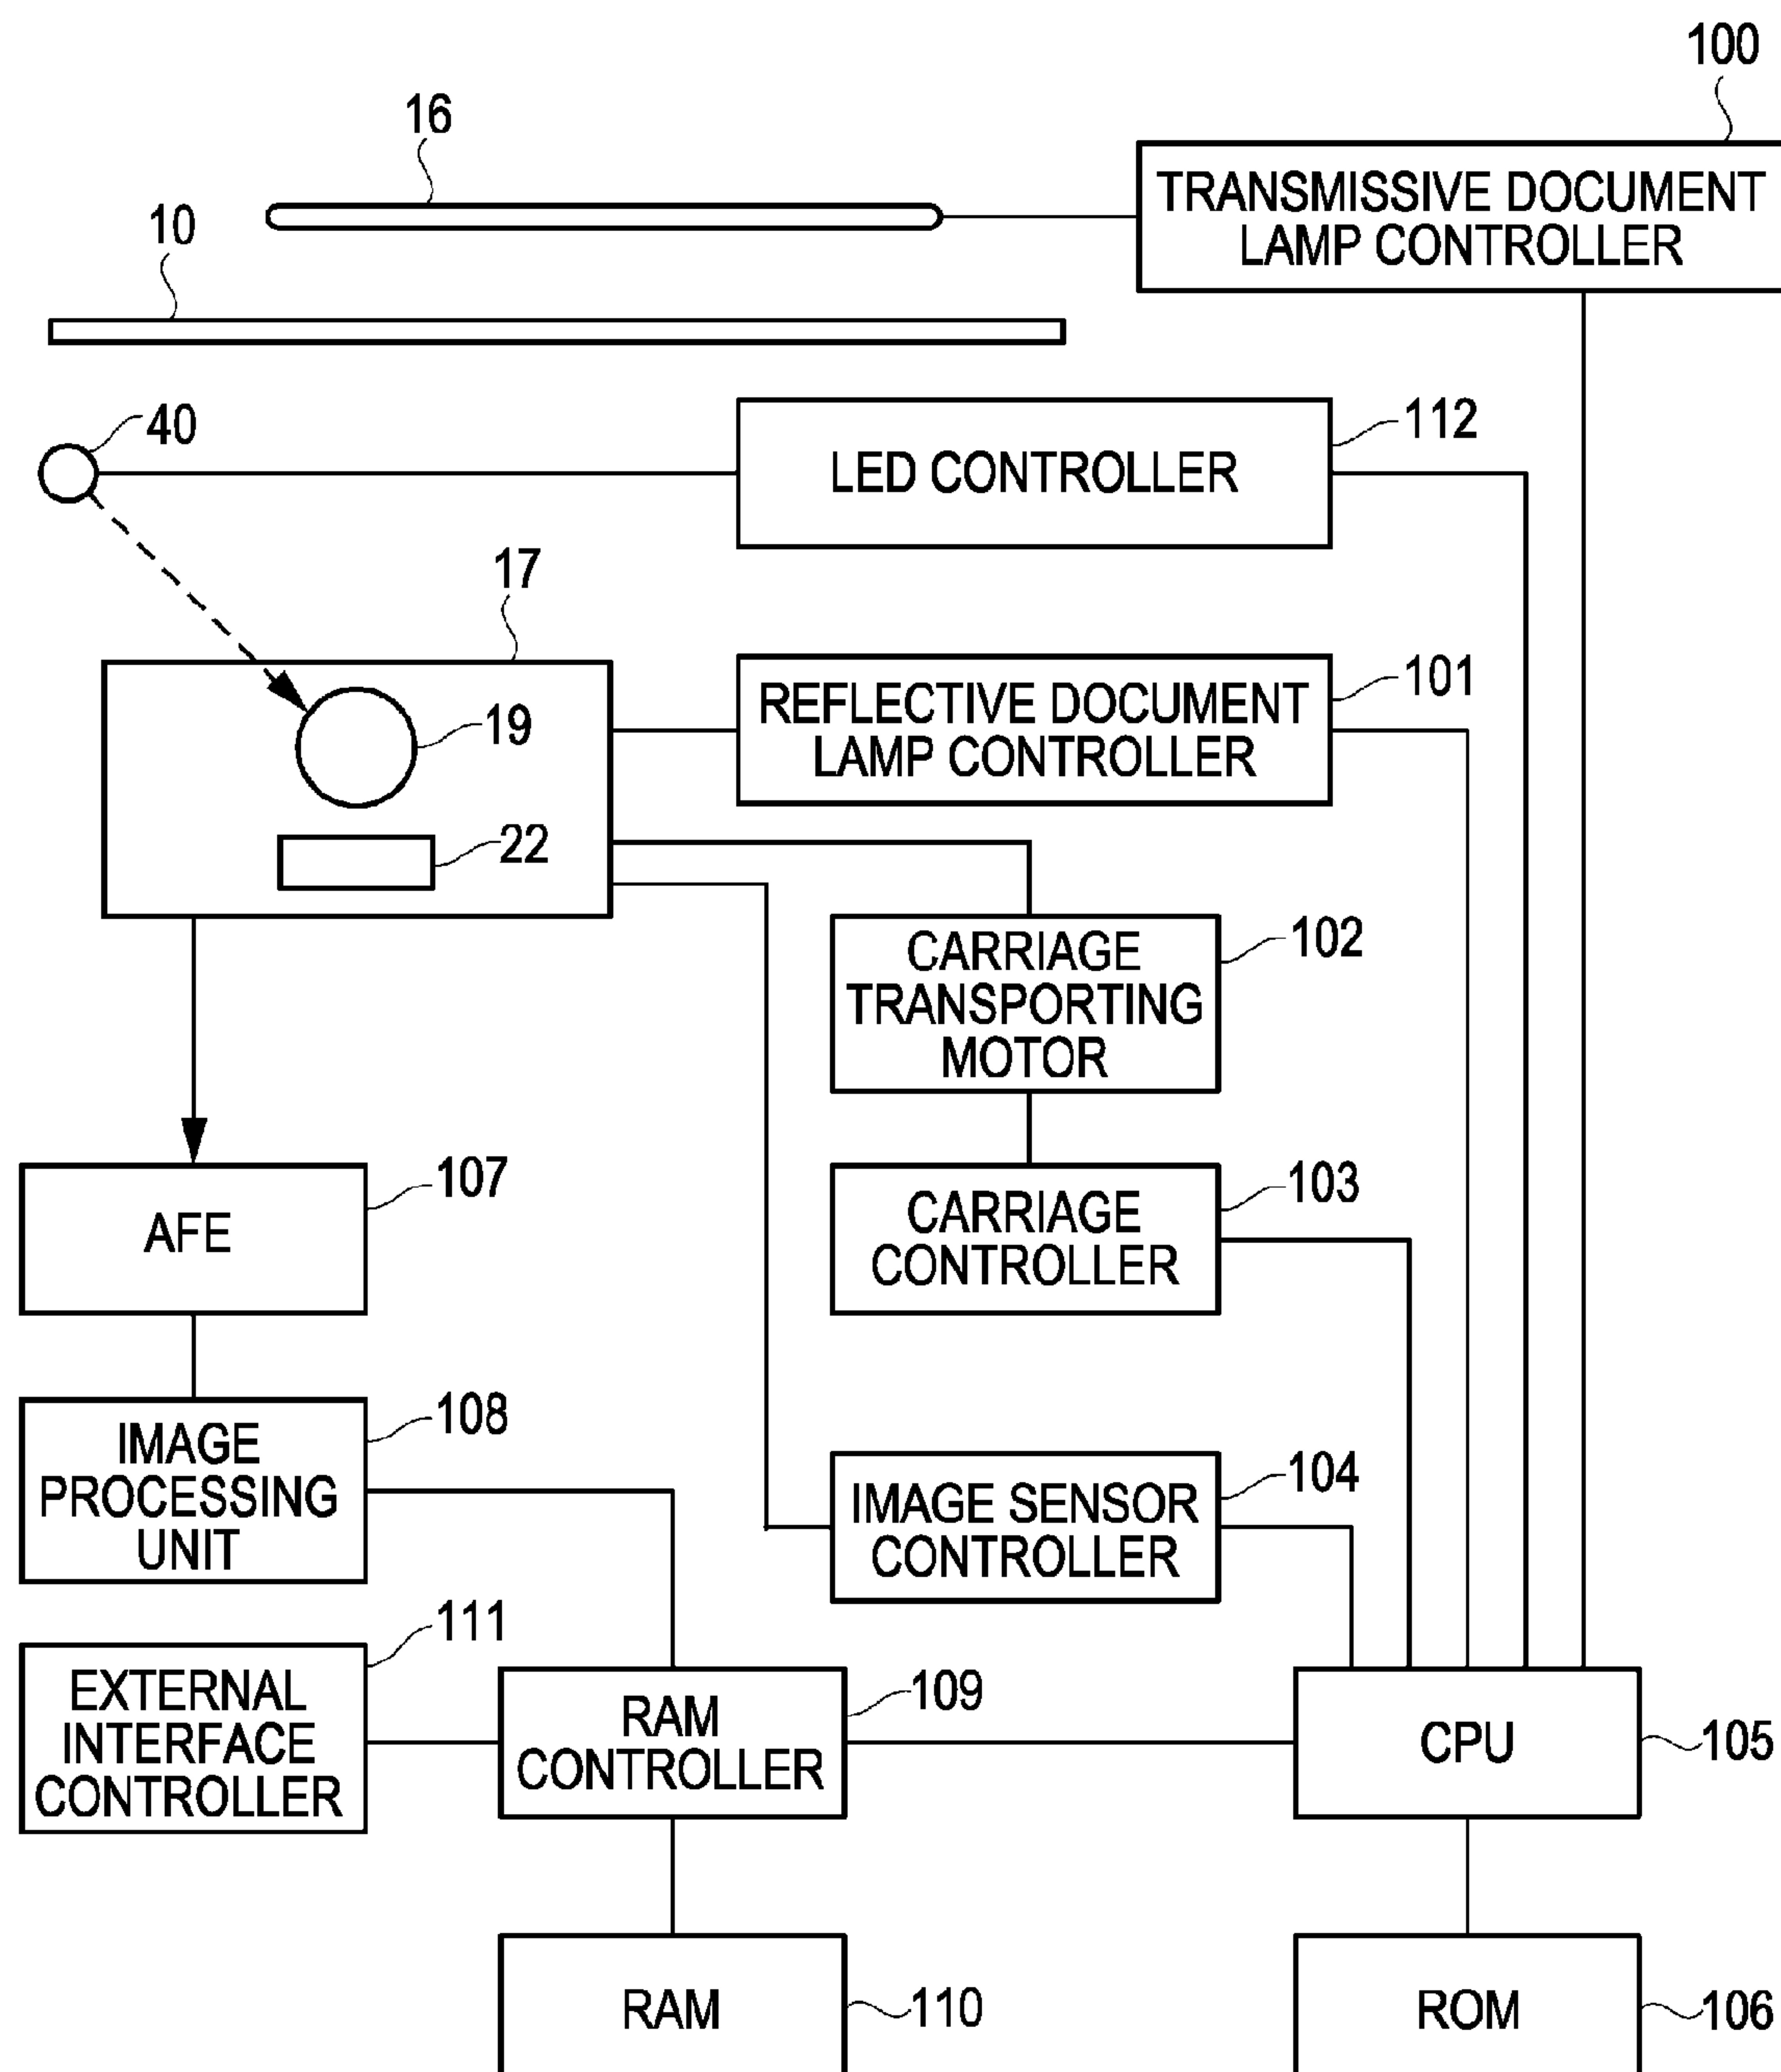 100
16
TRANSMISSIVE DOCUMENT
LAMP CONTROLLER
10
40
112
LED CONTROLLER
17
101
REFLECTIVE DOCUMENT
LAMP CONTROLLER
19
22
102
CARRIAGE
TRANSPORTING
MOTOR
107
AFE
103
CARRIAGE
CONTROLLER
108
IMAGE
PROCESSING
UNIT
104
IMAGE SENSOR
CONTROLLER
111
EXTERNAL
INTERFACE
CONTROLLER
109
RAM
CONTROLLER
CPU
105
RAM
110
ROM
106